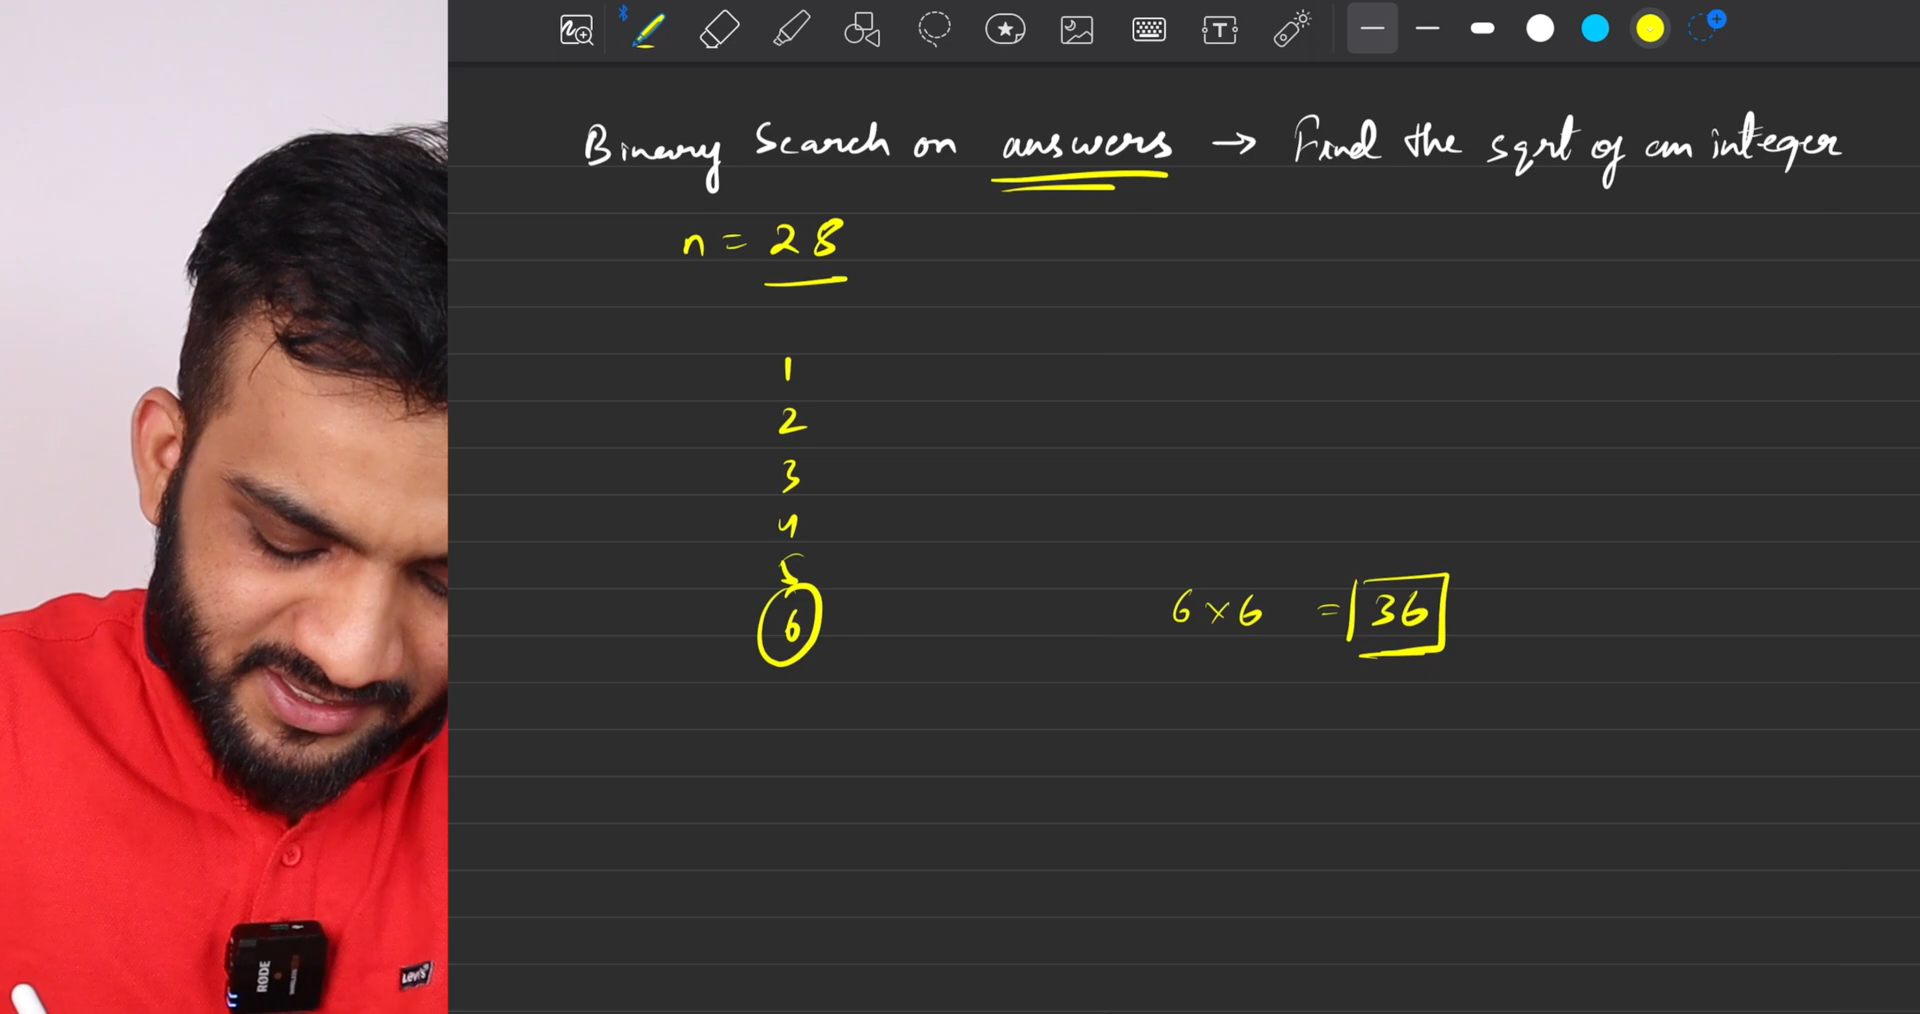 Binary Search on answers → Find the sqrt of an integer
n = 28
1
2
3
4
5
6
6 × 6 = 36
RODE
Levi's